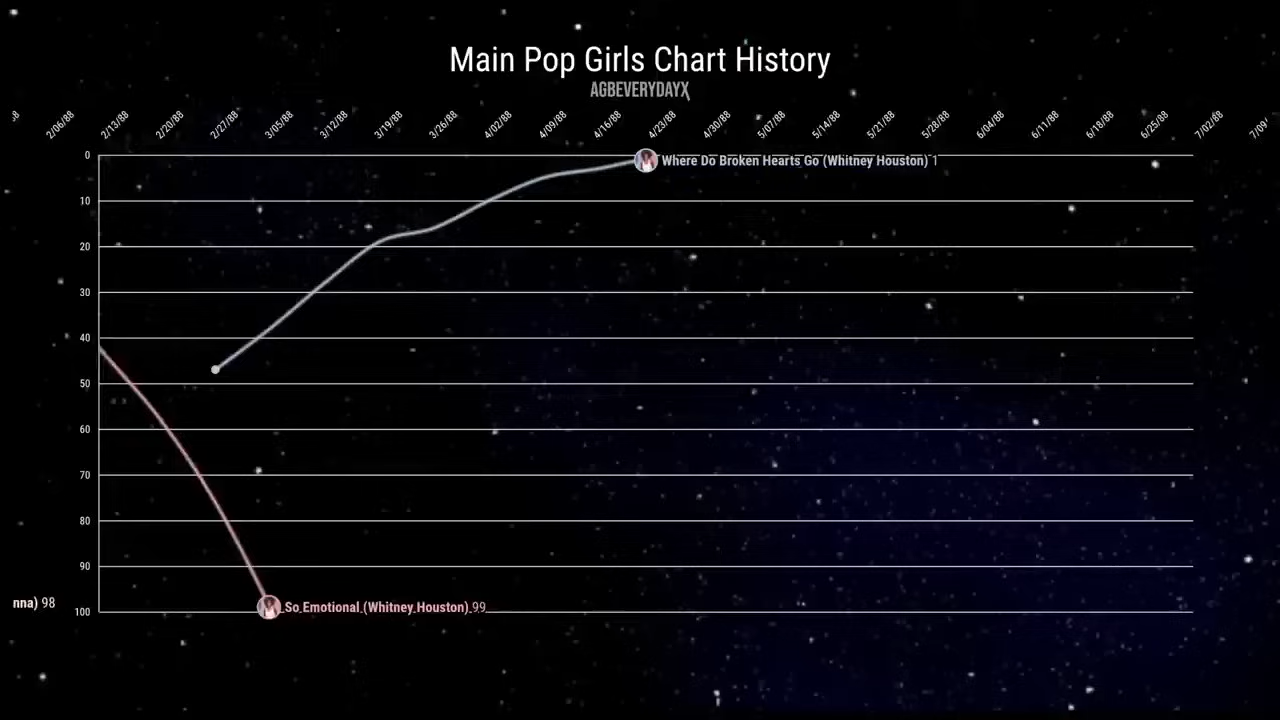 Main Pop Girls Chart History
AGBEVERYDAYX
2/06/88 2/13/88 2/20/88 2/27/88 3/05/88 3/12/88 3/19/88 3/26/88 4/02/88 4/09/88 4/16/88 4/23/88 4/30/88 5/07/88 5/14/88 5/21/88 5/28/88 6/04/88 6/11/88 6/18/88 6/25/88 7/02/88 7/09/
0
Where Do Broken Hearts Go (Whitney Houston) 1
10
20
30
40
50
60
70
80
90
nna) 98
So Emotional (Whitney Houston) 99
100